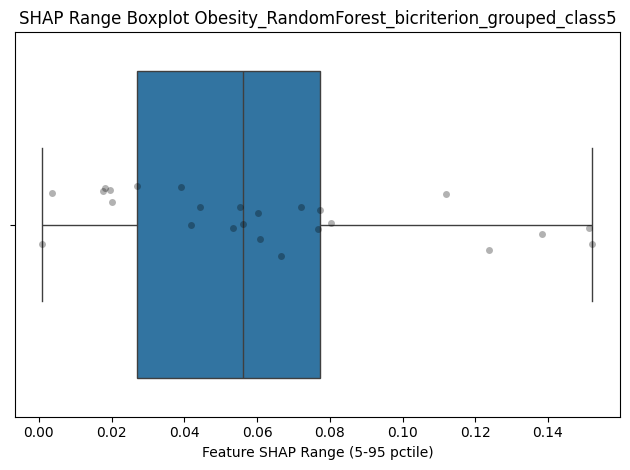 SHAP Range Boxplot Obesity_RandomForest_bicriterion_grouped_class5
0.00 0.02 0.04 0.06 0.08 0.10 0.12 0.14
Feature SHAP Range (5-95 pctile)